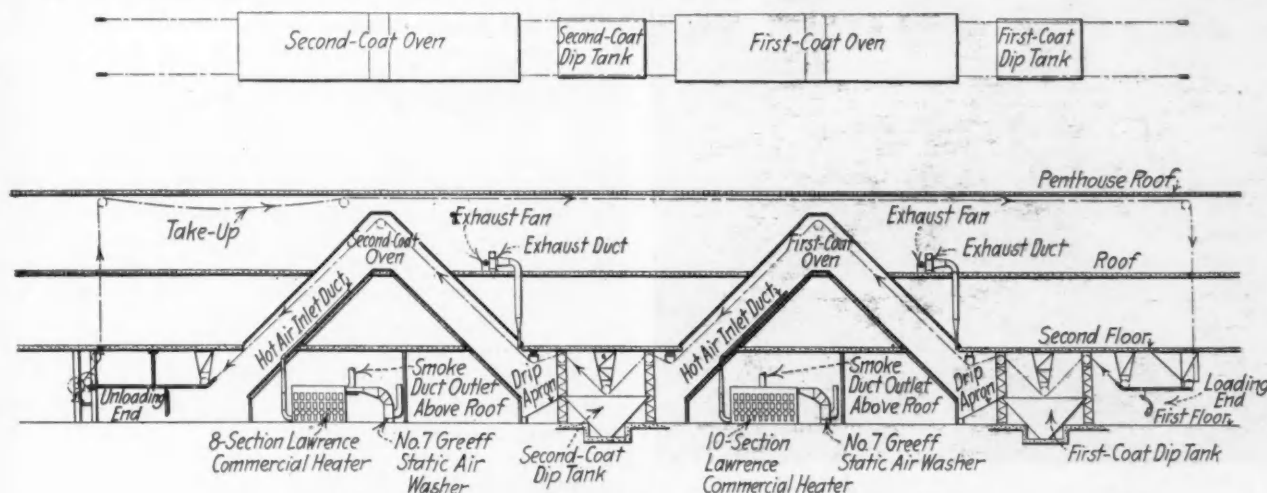 Second-Coat Oven
Second-Coat
Dip Tank
First-Coat Oven
First-Coat
Dip Tank
Penthouse Roof
Take-Up
Exhaust Fan
Exhaust Duct
Second-Coat
Oven
Exhaust Fan
Exhaust Duct
First-Coat
Oven
Roof
Hot Air Inlet Duct
Hot Air Inlet Duct
Second Floor
Unloading
End
Smoke
Duct Outlet
Above Roof
Drip
Apron
Smoke
Duct Outlet
Above Roof
Drip
Apron
Loading
End
First Floor
8-Section Lawrence
Commercial Heater
No. 7 Greeff
Static Air
Washer
Second-Coat
Dip Tank
10-Section
Lawrence
Commercial Heater
No. 7 Greeff
Static Air Washer
First-Coat Dip Tank